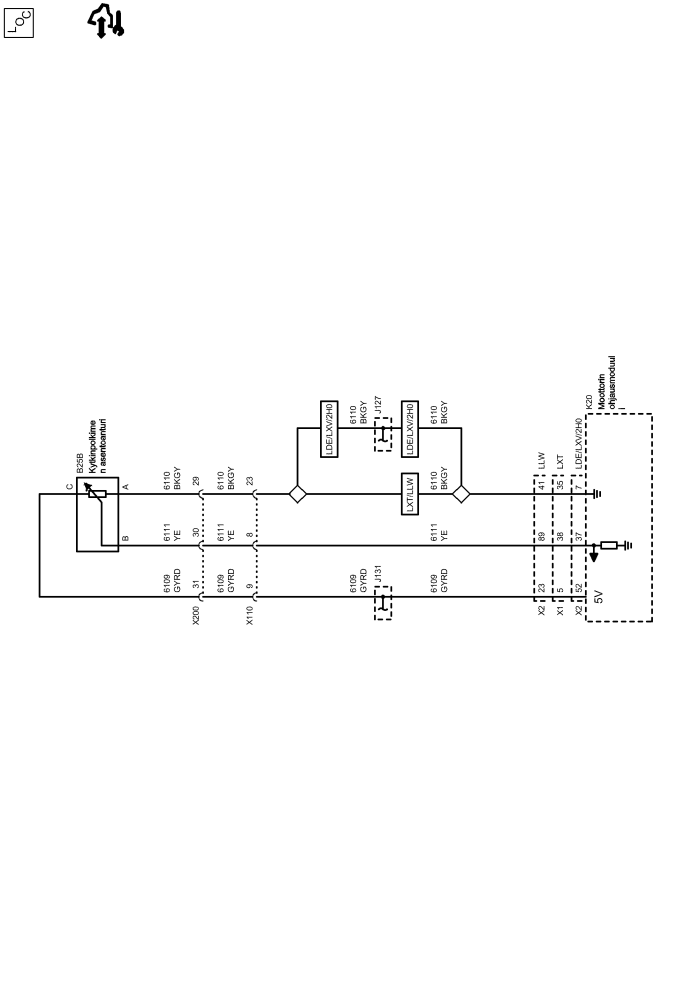 LOC
B25B
Kytkinpolkime
n asentoanturi
C
A
B
6110
BKGY
29
6110
BKGY
23
6111
YE
30
6111
YE
8
6109
GYRD
31
6109
GYRD
9
X200
X110
LDE/LXV/2H0
6110
BKGY
J127
LDE/LXV/2H0
6110
BKGY
LXT/LLW
6110
BKGY
6111
YE
6109
GYRD
J131
6109
GYRD
41
LLW
35
LXT
7
LDE/LXV/2H0
89
38
37
23
5
52
X2
X1
X2
K20
Moottorin
ohjausmoduul
i
5V